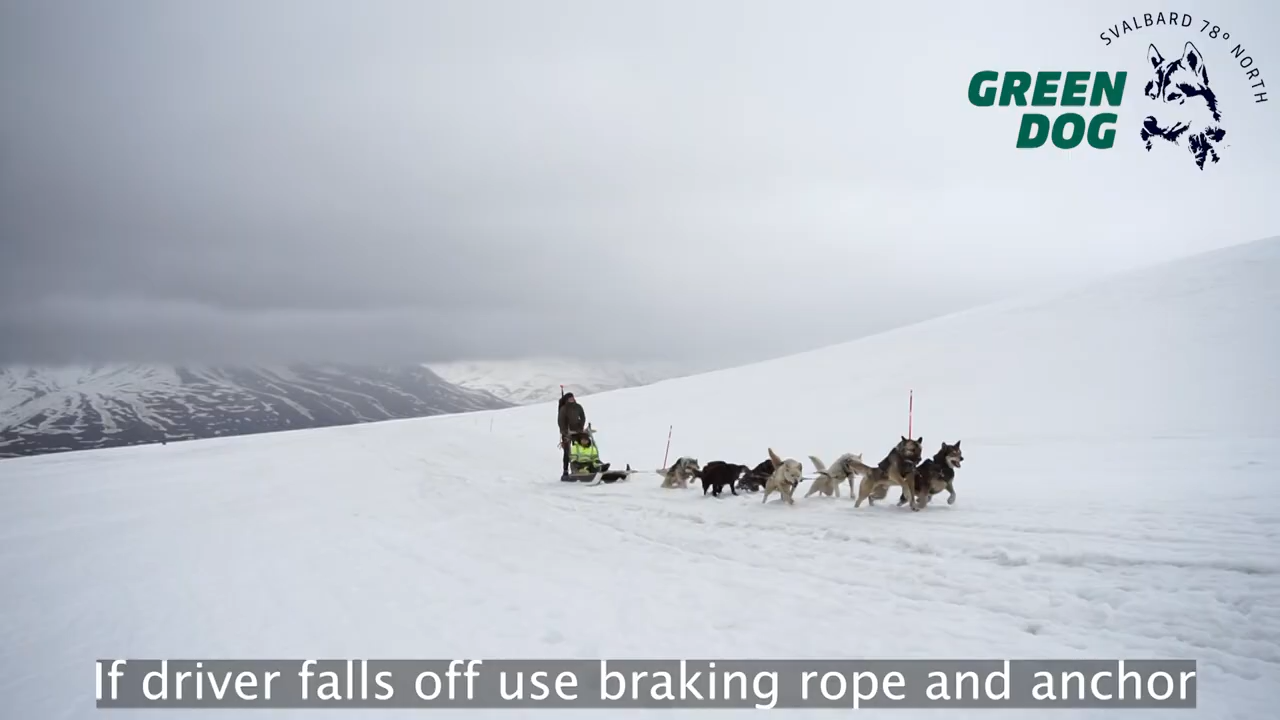 SVALBARD 78° NORTH
GREEN
DOG
If driver falls off use braking rope and anchor